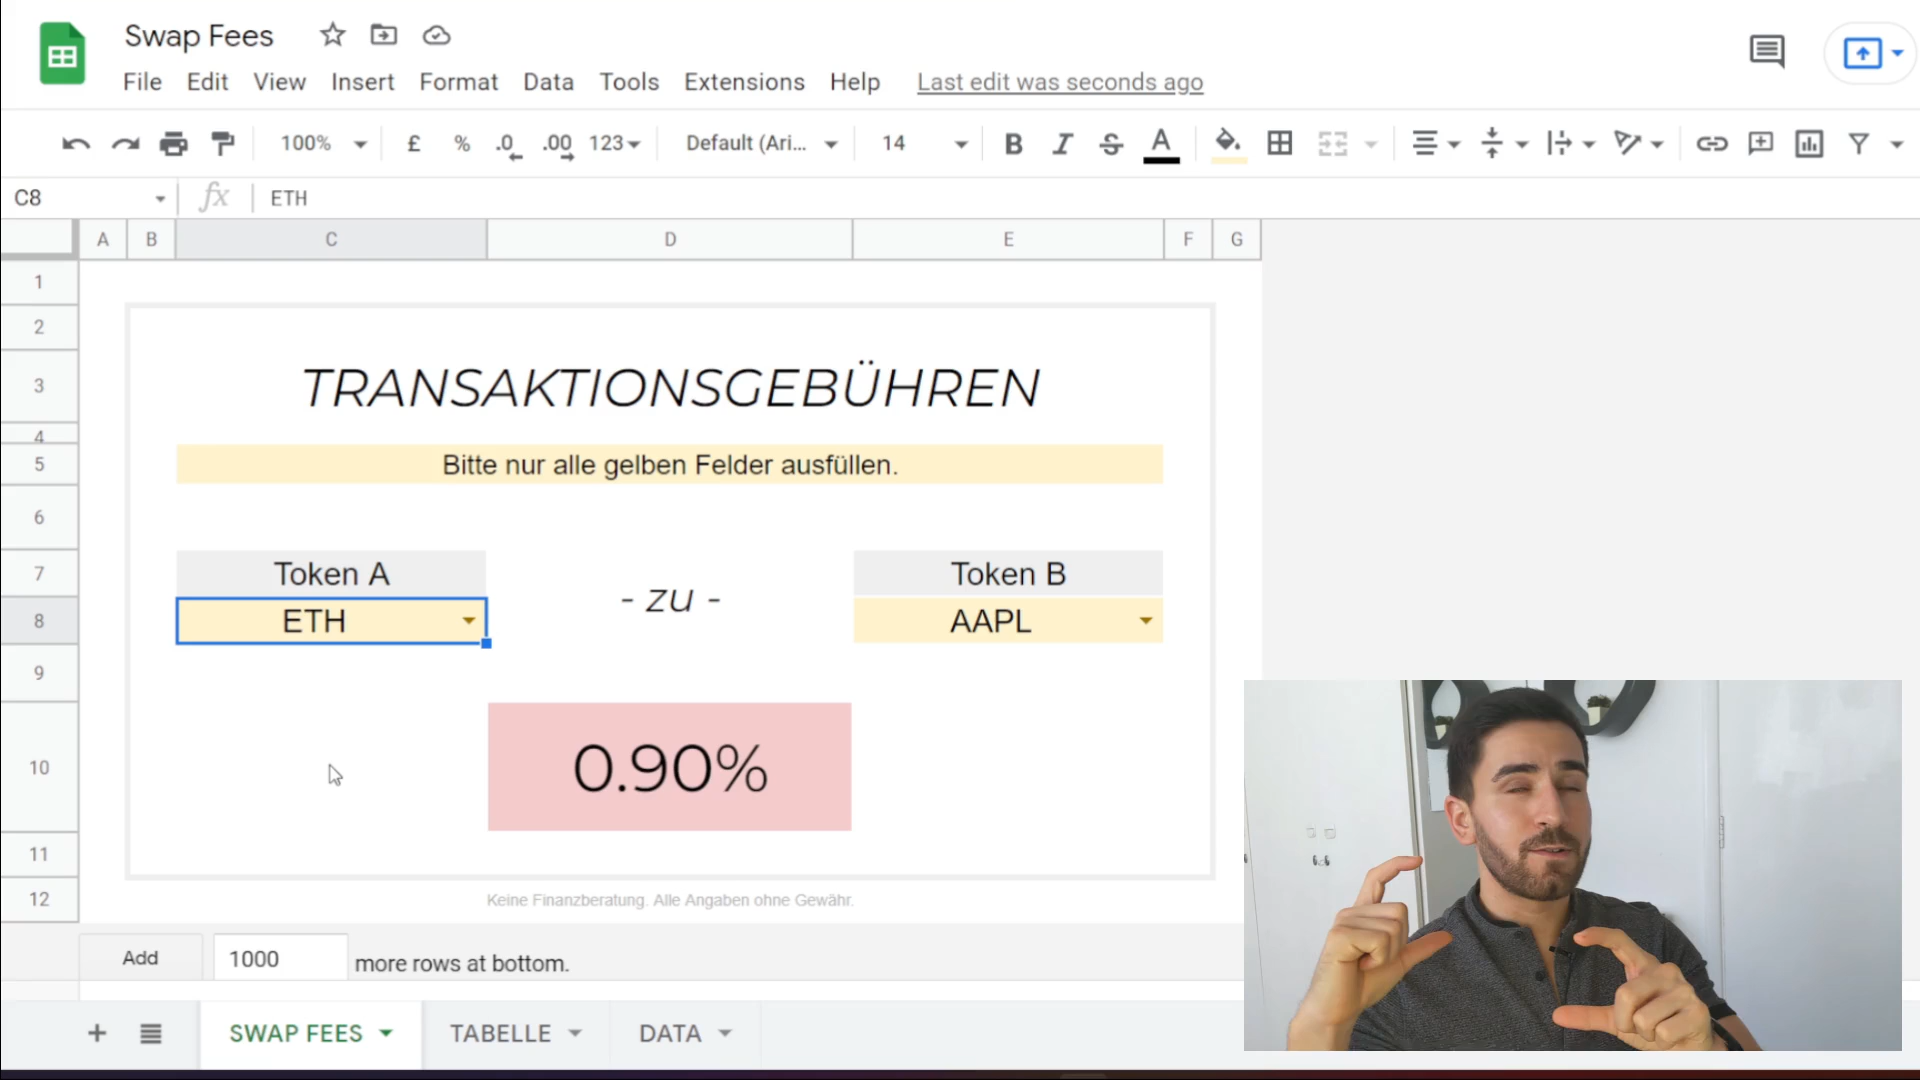 Swap Fees
File Edit View Insert Format Data Tools Extensions Help Last edit was seconds ago
100% £ % .0 .00 123 Default (Ari... 14 B I S A
C8 fx ETH
A B C D E F G
1
2
3 TRANSAKTIONSGEBÜHREN
4
5 Bitte nur alle gelben Felder ausfüllen.
6
7 Token A Token B
- zu -
8 ETH AAPL
9
10 0.90%
11
12 Keine Finanzberatung. Alle Angaben ohne Gewähr.
Add 1000 more rows at bottom.
+ SWAP FEES TABELLE DATA